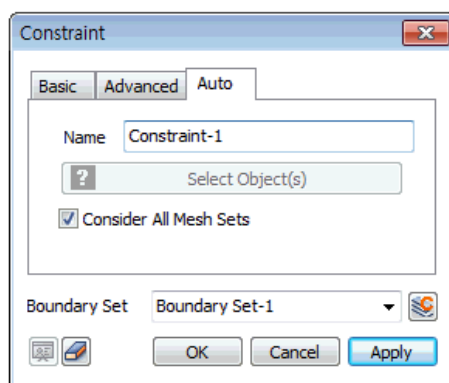 Constraint
Basic Advanced Auto
Name Constraint-1
? Select Object(s)
Consider All Mesh Sets
Boundary Set Boundary Set-1
OK Cancel Apply